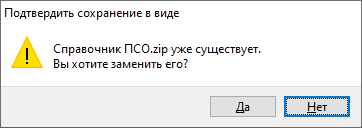 Подтвердить сохранение в виде
Справочник ПСО.zip уже существует.
Вы хотите заменить его?
Да
Нет